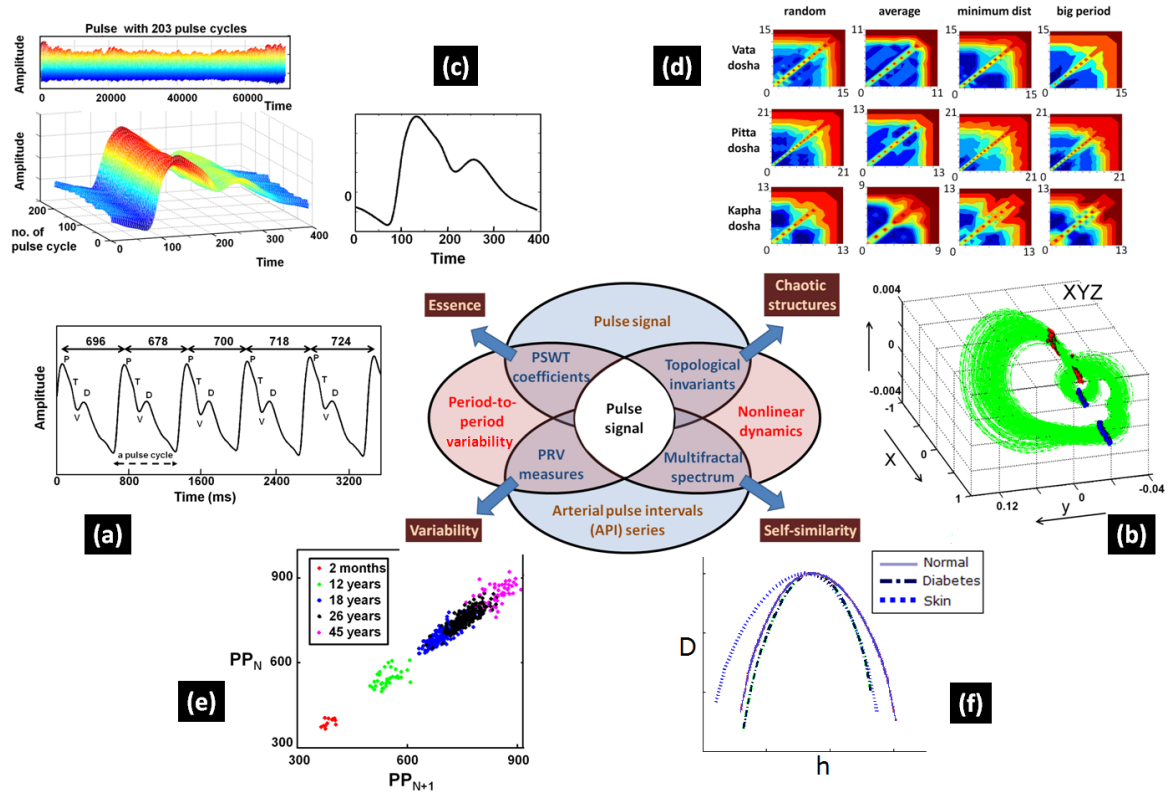 Pulse with 203 pulse cycles
Amplitude
0 20000 40000 60000
Time
Amplitude
200
100
0
no. of
pulse cycle
0 100 200 300 400
Time
(c)
0
0 100 200 300 400
Time
(d)
random average minimum dist big period
Vata
dosha
15 11 15 15
0 15 0 11 0 15 0 15
Pitta
dosha
21 13 21 21
0 21 0 13 0 21 0 21
Kapha
dosha
13 9 13 13
0 13 0 9 0 13 0 13
Essence
Chaotic
structures
Pulse signal
PSWT
coefficients
Topological
invariants
Period-to-
period
variability
Pulse
signal
Nonlinear
dynamics
PRV
measures
Multifractal
spectrum
Arterial pulse intervals
(API) series
Variability
Self-similarity
696 678 700 718 724
P P P P P
T T T T T
D D D D D
V V V V V
a pulse cycle
Amplitude
0 800 1600 2400 3200
Time (ms)
(a)
XYZ
0.004
0
-0.004
-1
0
1
X
0.12 0 -0.04
y
(b)
2 months
12 years
18 years
26 years
45 years
900
600
300
PPN
300 600 900
PPN+1
(e)
Normal
Diabetes
Skin
D
h
(f)